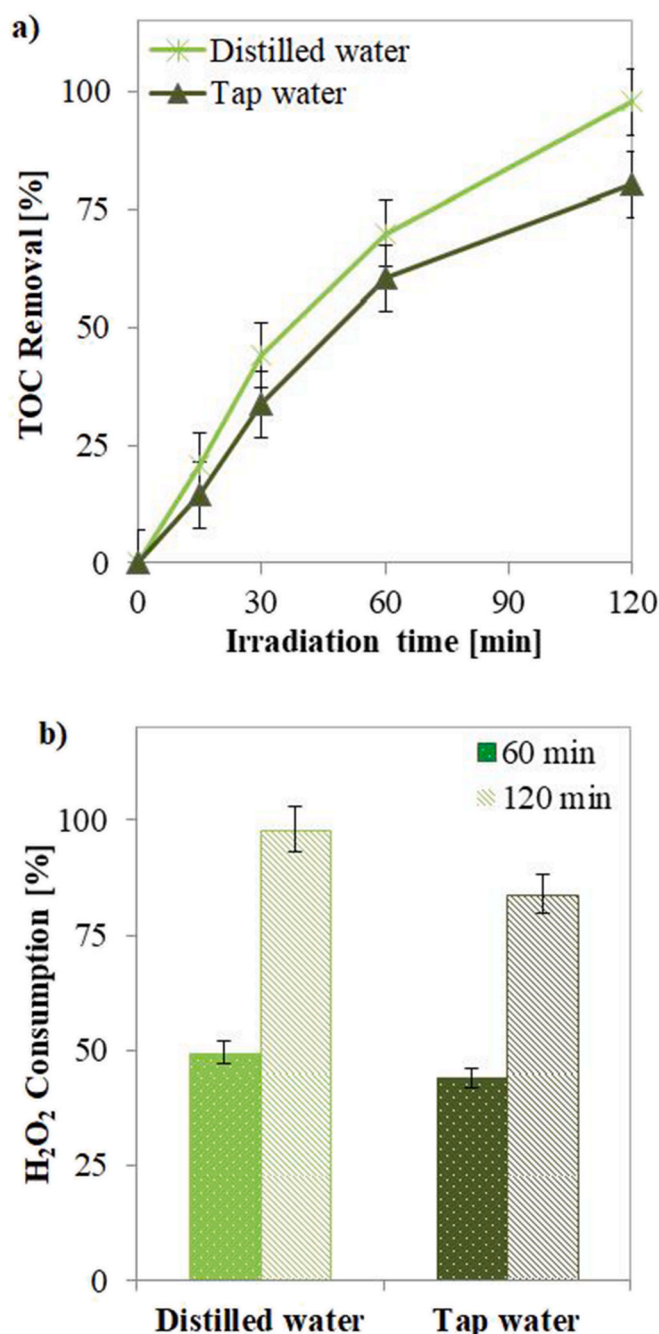 a)
Distilled water
Tap water
TOC Removal [%]
100
75
50
25
0
0 30 60 90 120
Irradiation time [min]
b)
60 min
120 min
H₂O₂ Consumption [%]
100
75
50
25
0
Distilled water Tap water